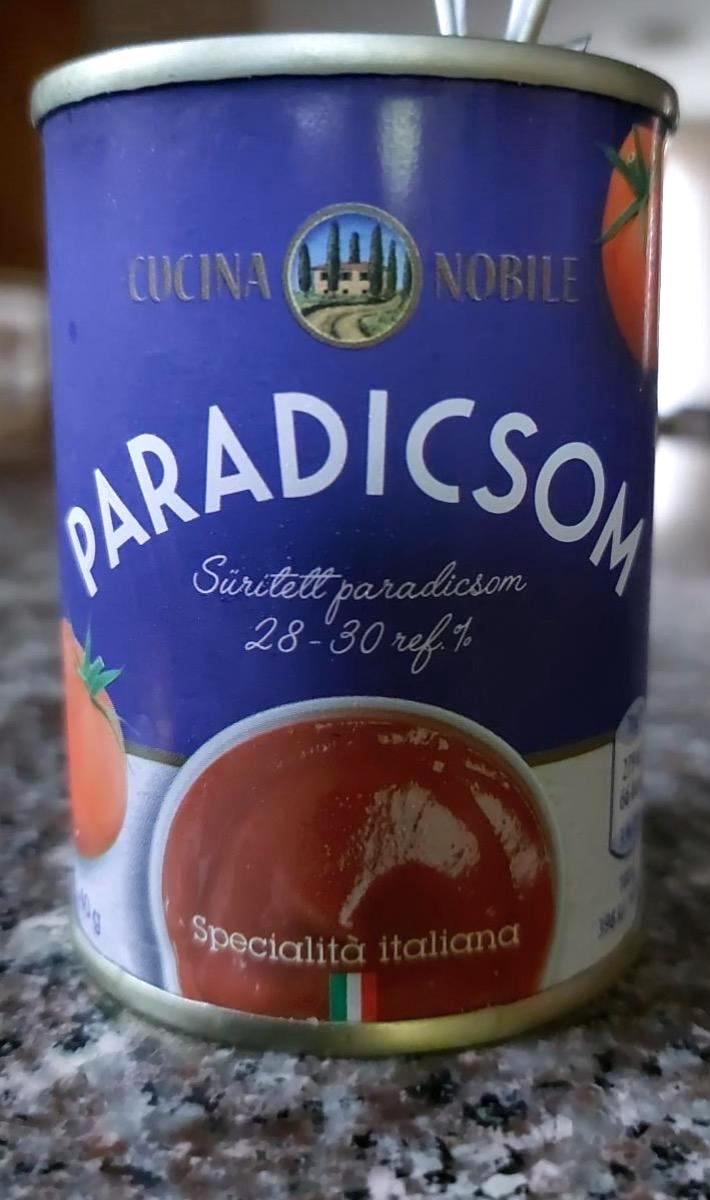 CUCINA NOBILE
PARADICSOM
Sűrített paradicsom
28-30 ref.%
Specialità italiana